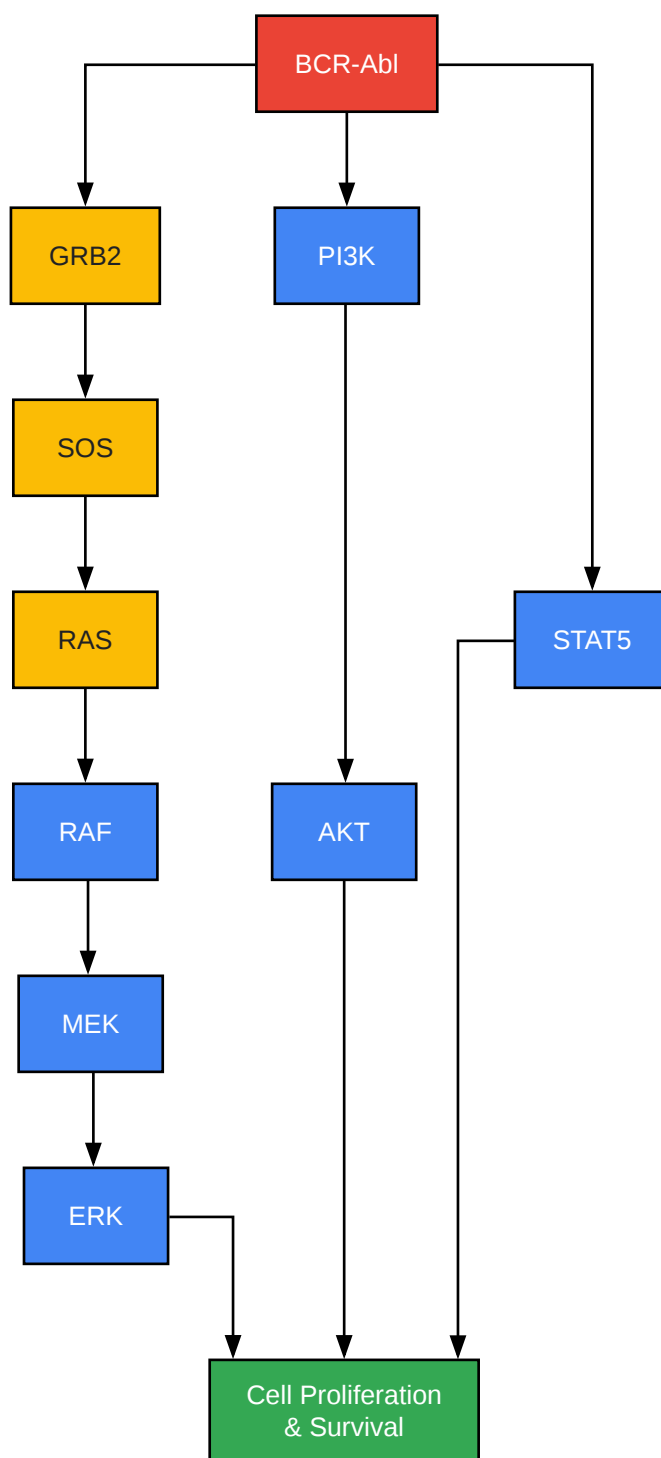 BCR-Abl
GRB2
PI3K
SOS
RAS
STAT5
RAF
AKT
MEK
ERK
Cell Proliferation
& Survival